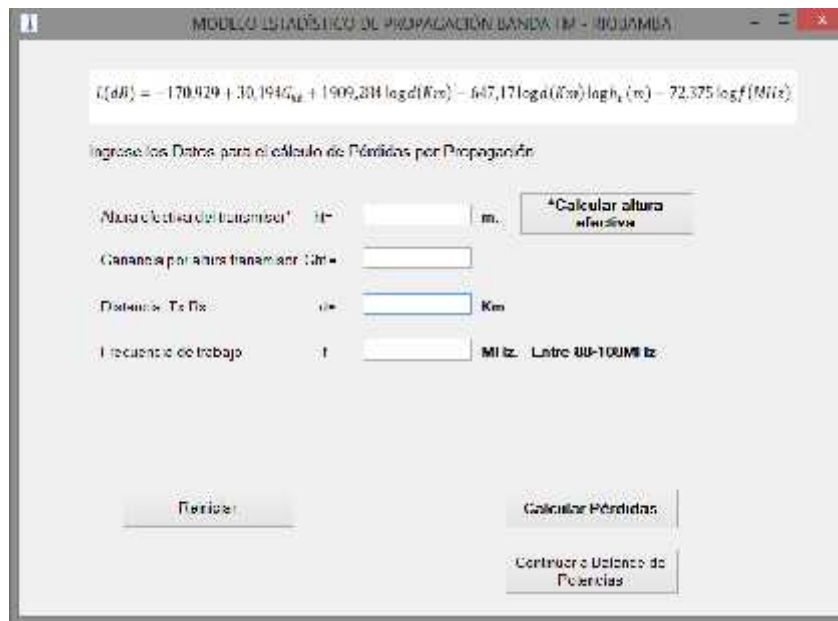 MODELO ESTADÍSTICO DE PROPAGACIÓN BANDA FM - RIOBAMBA
L(dB) = −170,929 + 30,194G_ht + 1909,284 log d(Km) − 647,17 log d(Km) log h_t (m) − 72,375 log f(MHz)
Ingrese los Datos para el cálculo de Pérdidas por Propagación
Altura efectiva del transmisor* ht= m. *Calcular altura
efectiva
Ganancia por altura transmisor Ght =
Distancia Tx Rx d= Km
Frecuencia de trabajo f MHz. Entre 88-108MHz
Reiniciar
Calcular Pérdidas
Continuar a Balance de
Potencias